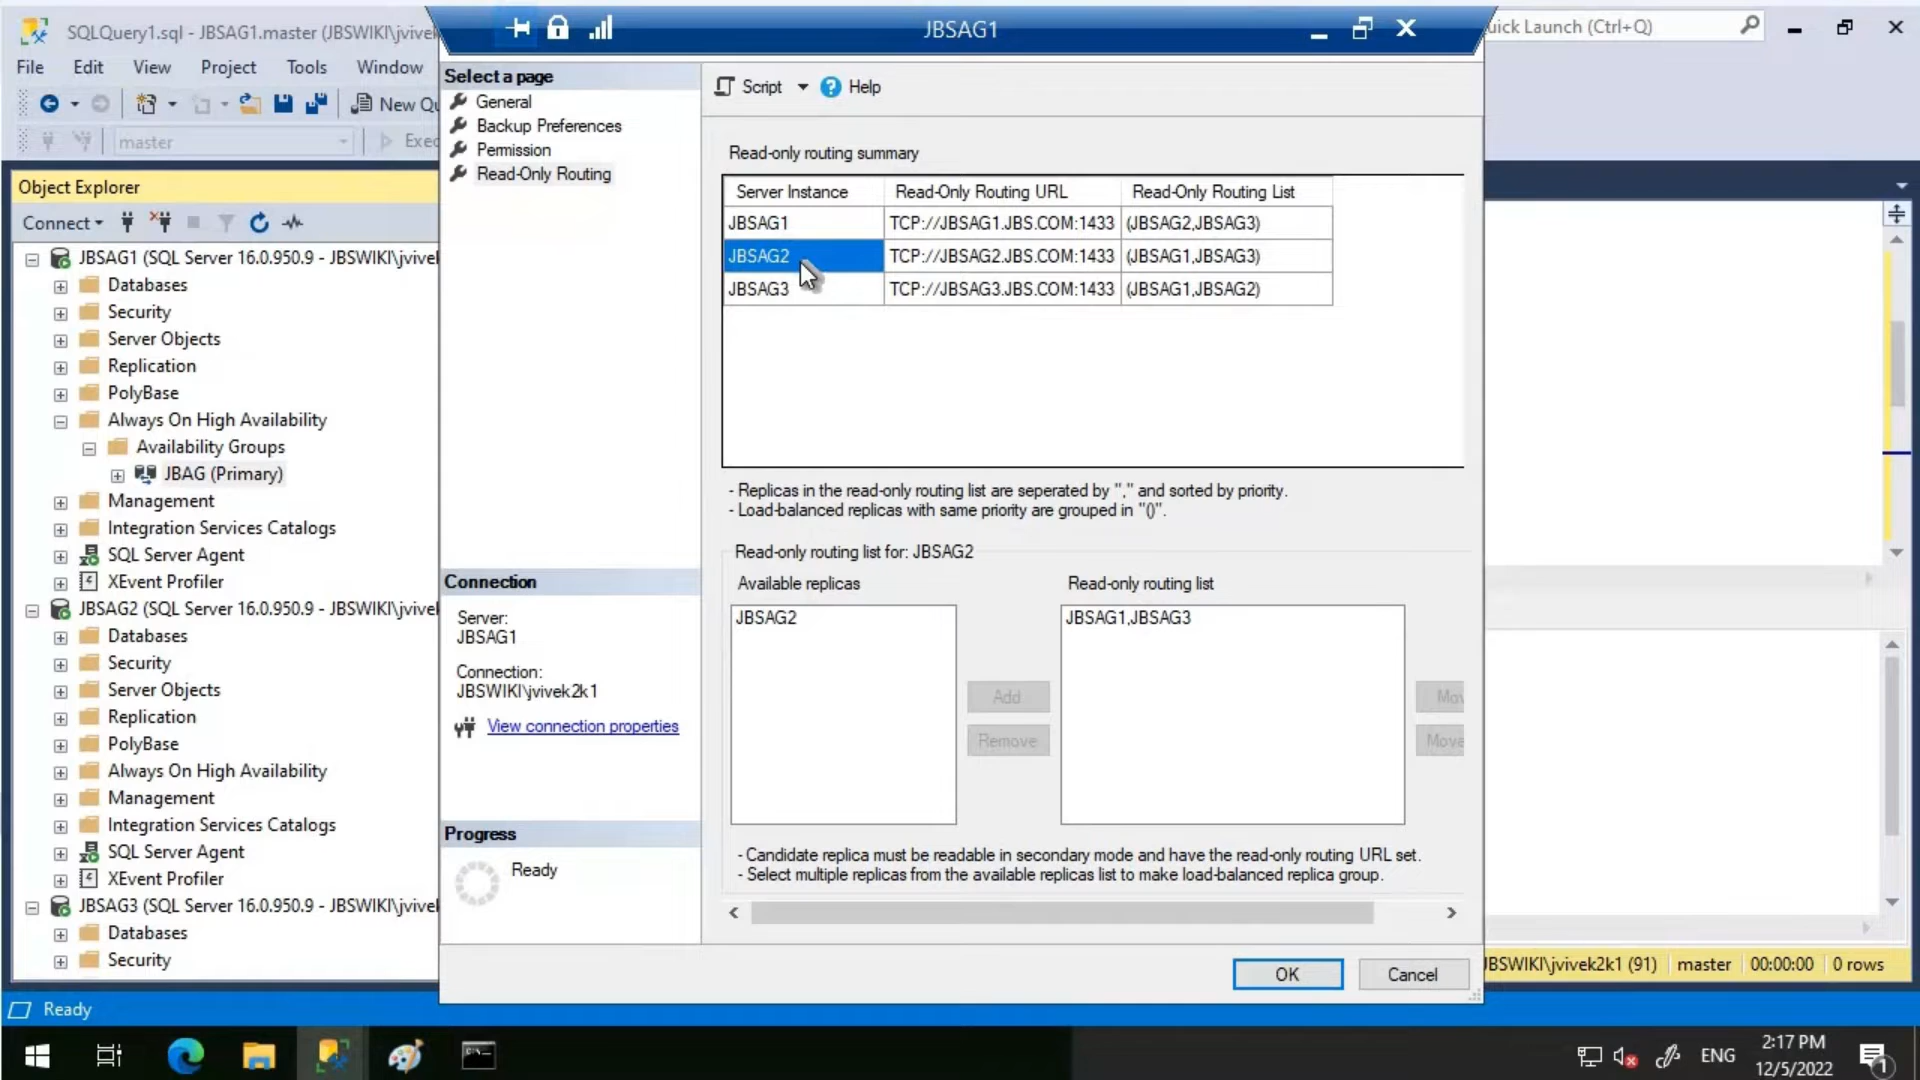 SQLQuery1.sql - JBSAG1.master (JBSWIKI\jvivek
JBSAG1
uick Launch (Ctrl+Q)
File Edit View Project Tools Window
New Qu
master
Exec
Object Explorer
Connect
JBSAG1 (SQL Server 16.0.950.9 - JBSWIKI\jvivek
Databases
Security
Server Objects
Replication
PolyBase
Always On High Availability
Availability Groups
JBAG (Primary)
Management
Integration Services Catalogs
SQL Server Agent
XEvent Profiler
JBSAG2 (SQL Server 16.0.950.9 - JBSWIKI\jvivek
Databases
Security
Server Objects
Replication
PolyBase
Always On High Availability
Management
Integration Services Catalogs
SQL Server Agent
XEvent Profiler
JBSAG3 (SQL Server 16.0.950.9 - JBSWIKI\jvivek
Databases
Security
Select a page
General
Backup Preferences
Permission
Read-Only Routing
Connection
Server:
JBSAG1
Connection:
JBSWIKI\jvivek2k1
View connection properties
Progress
Ready
Script Help
Read-only routing summary
Server Instance Read-Only Routing URL Read-Only Routing List
JBSAG1 TCP://JBSAG1.JBS.COM:1433 (JBSAG2,JBSAG3)
JBSAG2 TCP://JBSAG2.JBS.COM:1433 (JBSAG1,JBSAG3)
JBSAG3 TCP://JBSAG3.JBS.COM:1433 (JBSAG1,JBSAG2)
- Replicas in the read-only routing list are seperated by "," and sorted by priority.
- Load-balanced replicas with same priority are grouped in "()".
Read-only routing list for: JBSAG2
Available replicas Read-only routing list
JBSAG2 JBSAG1,JBSAG3
Add Mov
Remove Move
- Candidate replica must be readable in secondary mode and have the read-only routing URL set.
- Select multiple replicas from the available replicas list to make load-balanced replica group.
OK Cancel
JBSWIKI\jvivek2k1 (91) master 00:00:00 0 rows
Ready
ENG
2:17 PM
12/5/2022
1